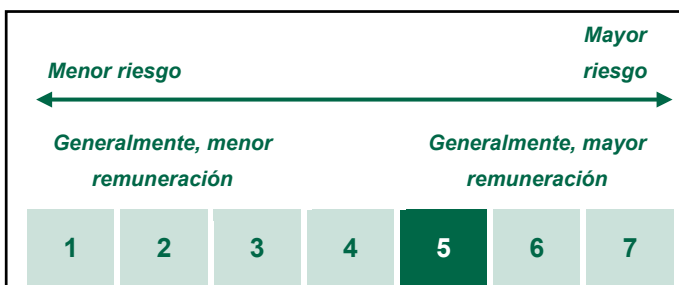 Mayor
Menor riesgo riesgo
Generalmente, menor Generalmente, mayor
remuneración remuneración
1 2 3 4 5 6 7